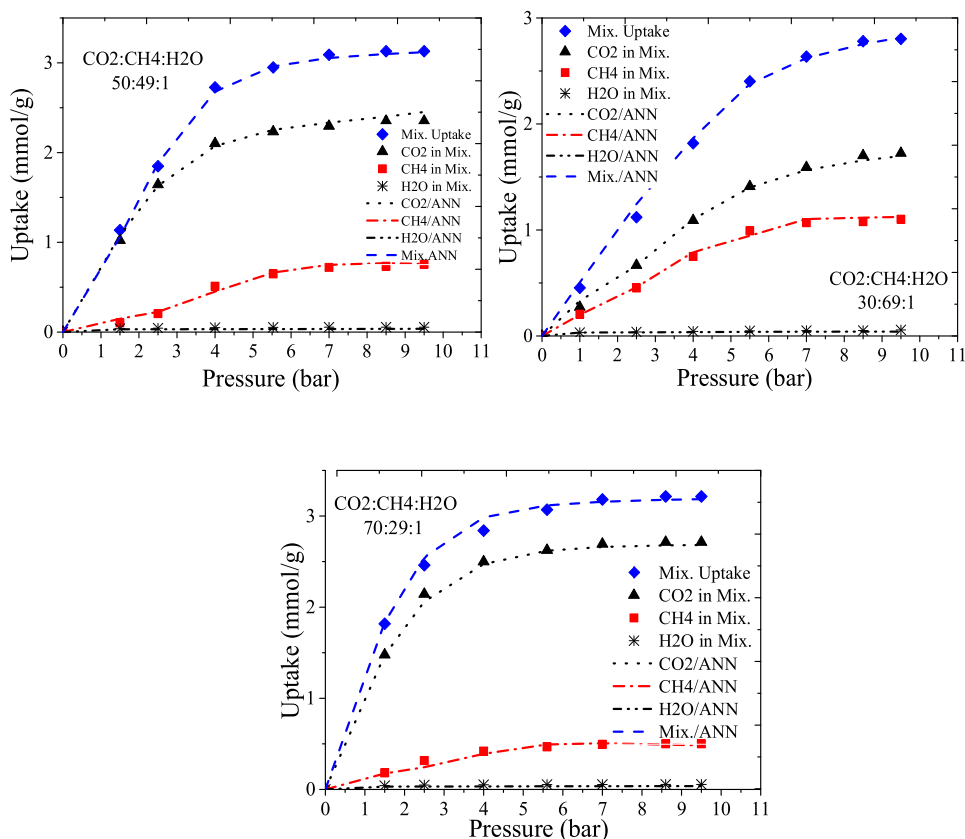 CO2:CH4:H2O
50:49:1
Mix. Uptake
CO2 in Mix.
CH4 in Mix.
H2O in Mix.
CO2/ANN
CH4/ANN
H2O/ANN
Mix.ANN
Uptake (mmol/g)
3
2
1
0
0 1 2 3 4 5 6 7 8 9 10 11
Pressure (bar)
Mix. Uptake
CO2 in Mix.
CH4 in Mix.
H2O in Mix.
CO2/ANN
CH4/ANN
H2O/ANN
Mix./ANN
CO2:CH4:H2O
30:69:1
Uptake (mmol/g)
3
2
1
0
0 1 2 3 4 5 6 7 8 9 10 11
Pressure (bar)
CO2:CH4:H2O
70:29:1
Mix. Uptake
CO2 in Mix.
CH4 in Mix.
H2O in Mix.
CO2/ANN
CH4/ANN
H2O/ANN
Mix./ANN
Uptake (mmol/g)
3
2
1
0
0 1 2 3 4 5 6 7 8 9 10 11
Pressure (bar)